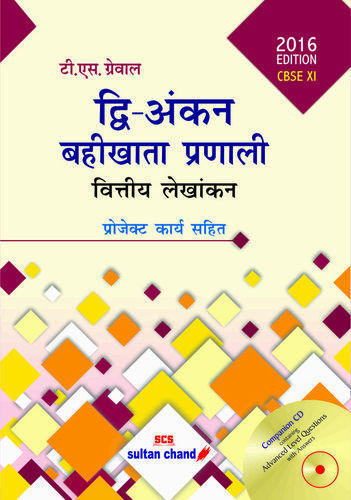 2016
EDITION
CBSE XI
टी.एस. ग्रेवाल
द्वि-अंकन
बहीखाता प्रणाली
वित्तीय लेखांकन
प्रोजेक्ट कार्य सहित
Companion CD
containing
Advanced Level Questions
with Answers
SCS
sultan chand